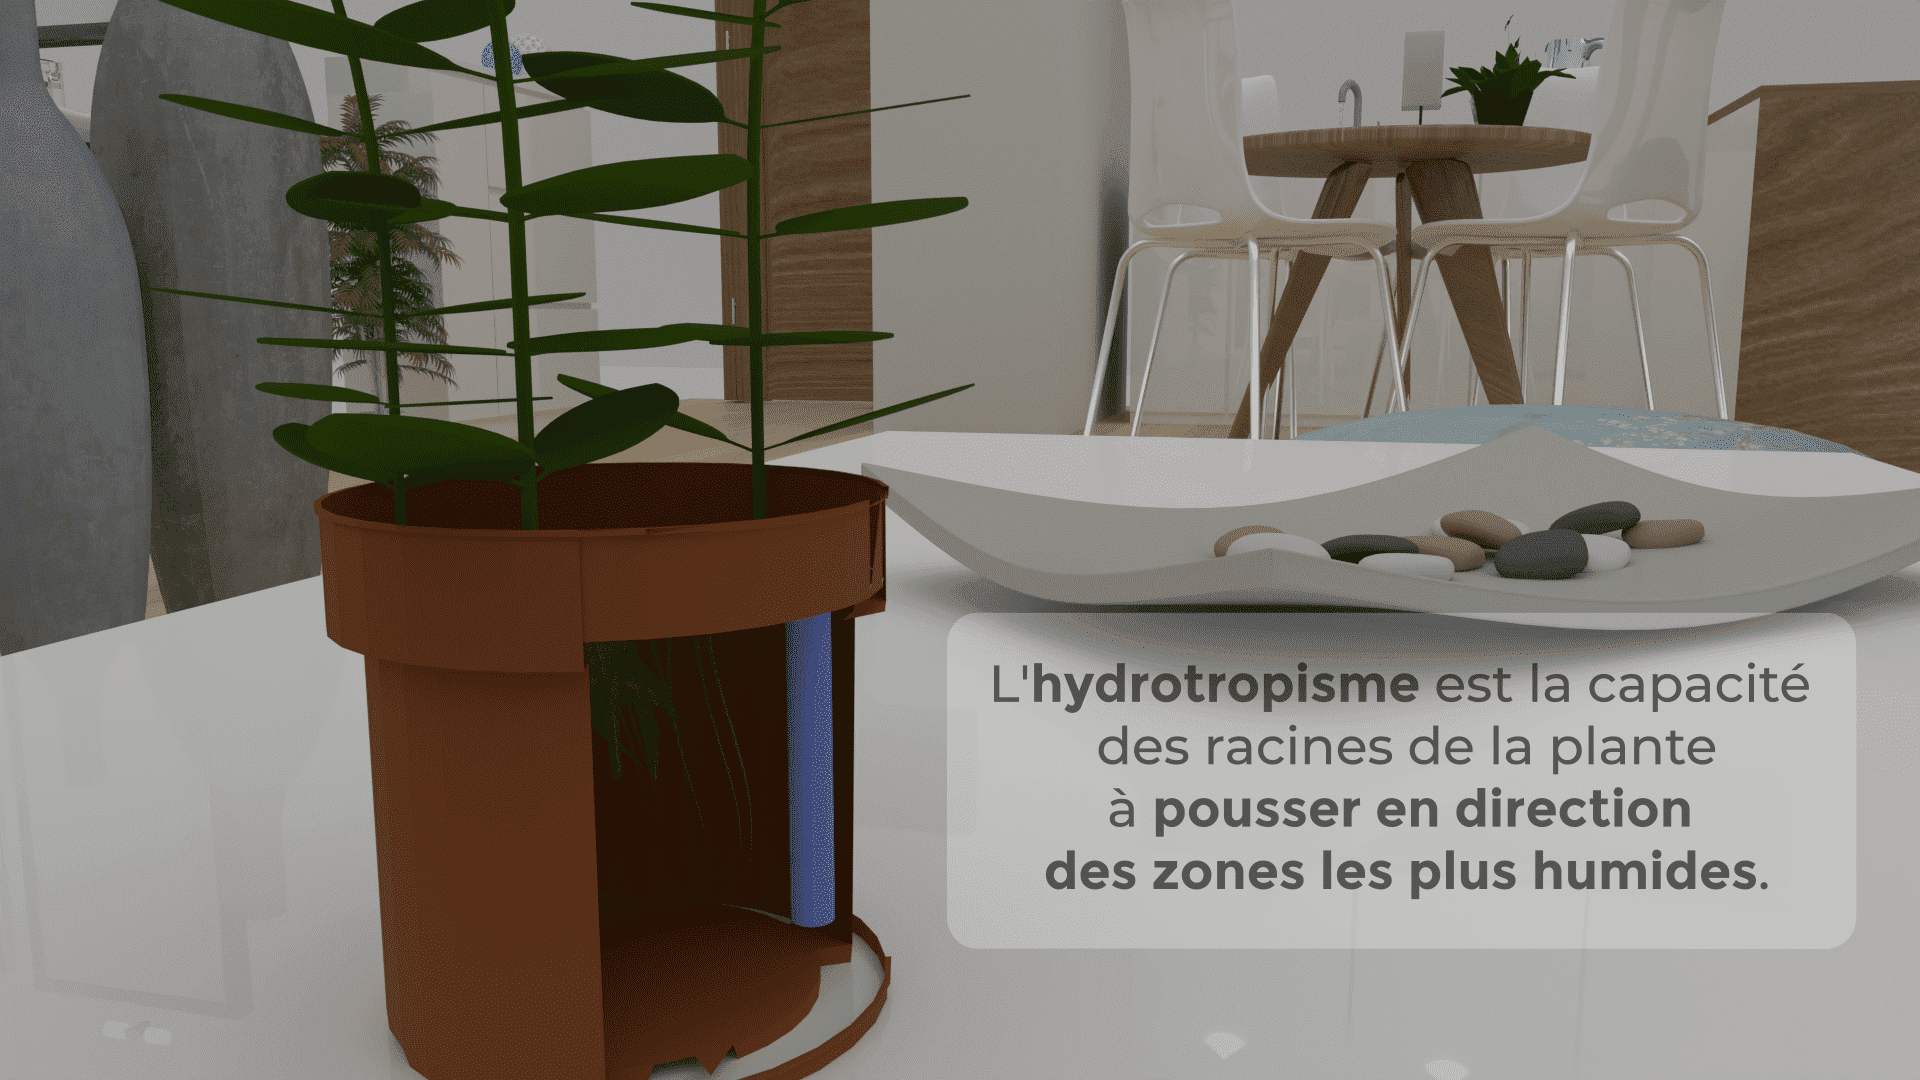 L'hydrotropisme est la capacité
des racines de la plante
à pousser en direction
des zones les plus humides.